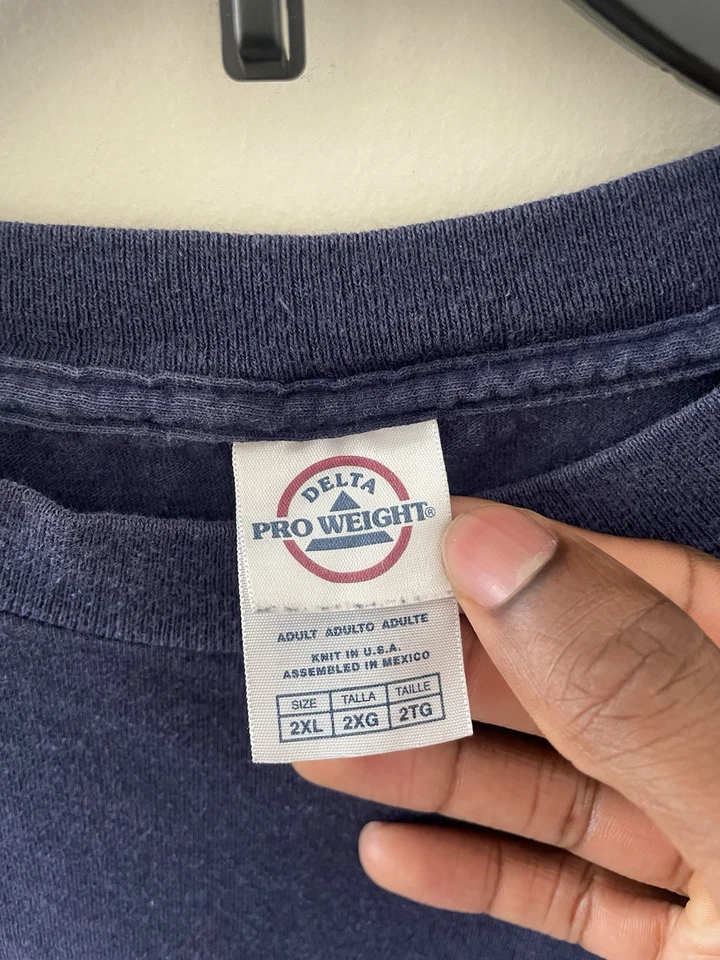 DELTA
PRO WEIGHT®
ADULT ADULTO ADULTE
KNIT IN U.S.A.
ASSEMBLED IN MEXICO
SIZE TALLA TAILLE
2XL 2XG 2TG